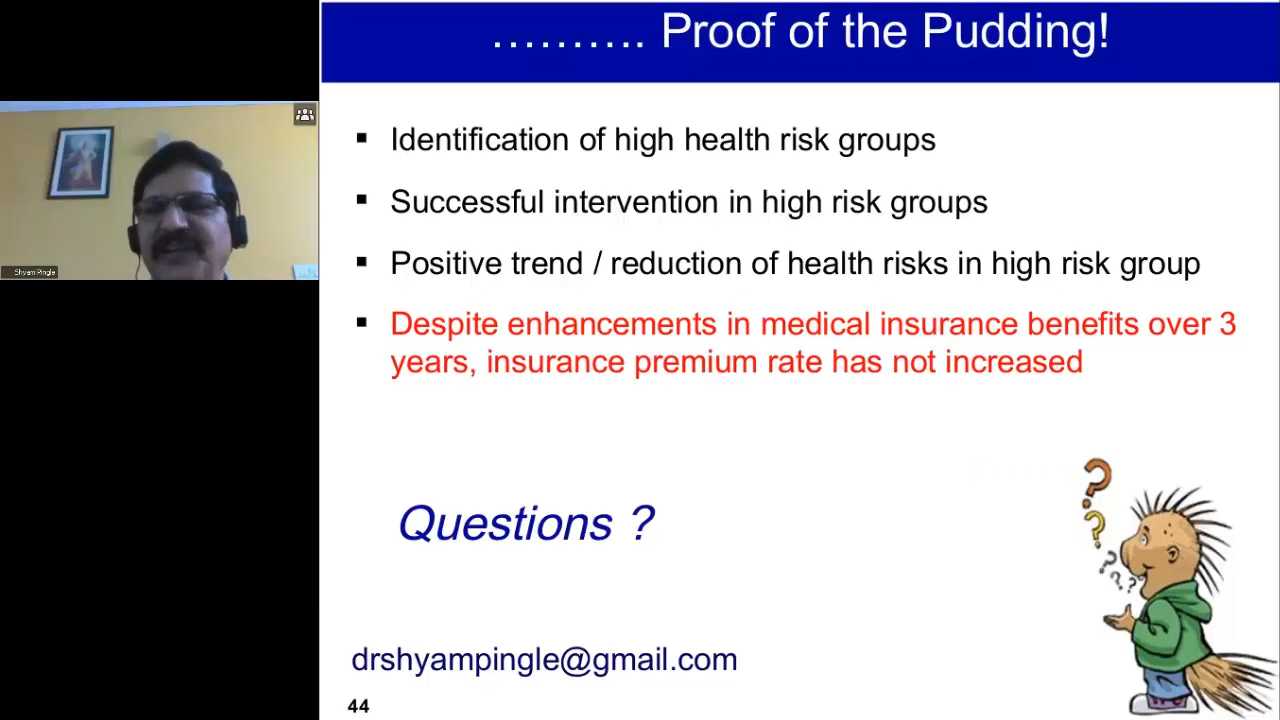 ………. Proof of the Pudding!
Shyam Pingle
▪ Identification of high health risk groups
▪ Successful intervention in high risk groups
▪ Positive trend / reduction of health risks in high risk group
▪ Despite enhancements in medical insurance benefits over 3
years, insurance premium rate has not increased
Questions ?
? ? ? ? ? ?
drshyampingle@gmail.com
44